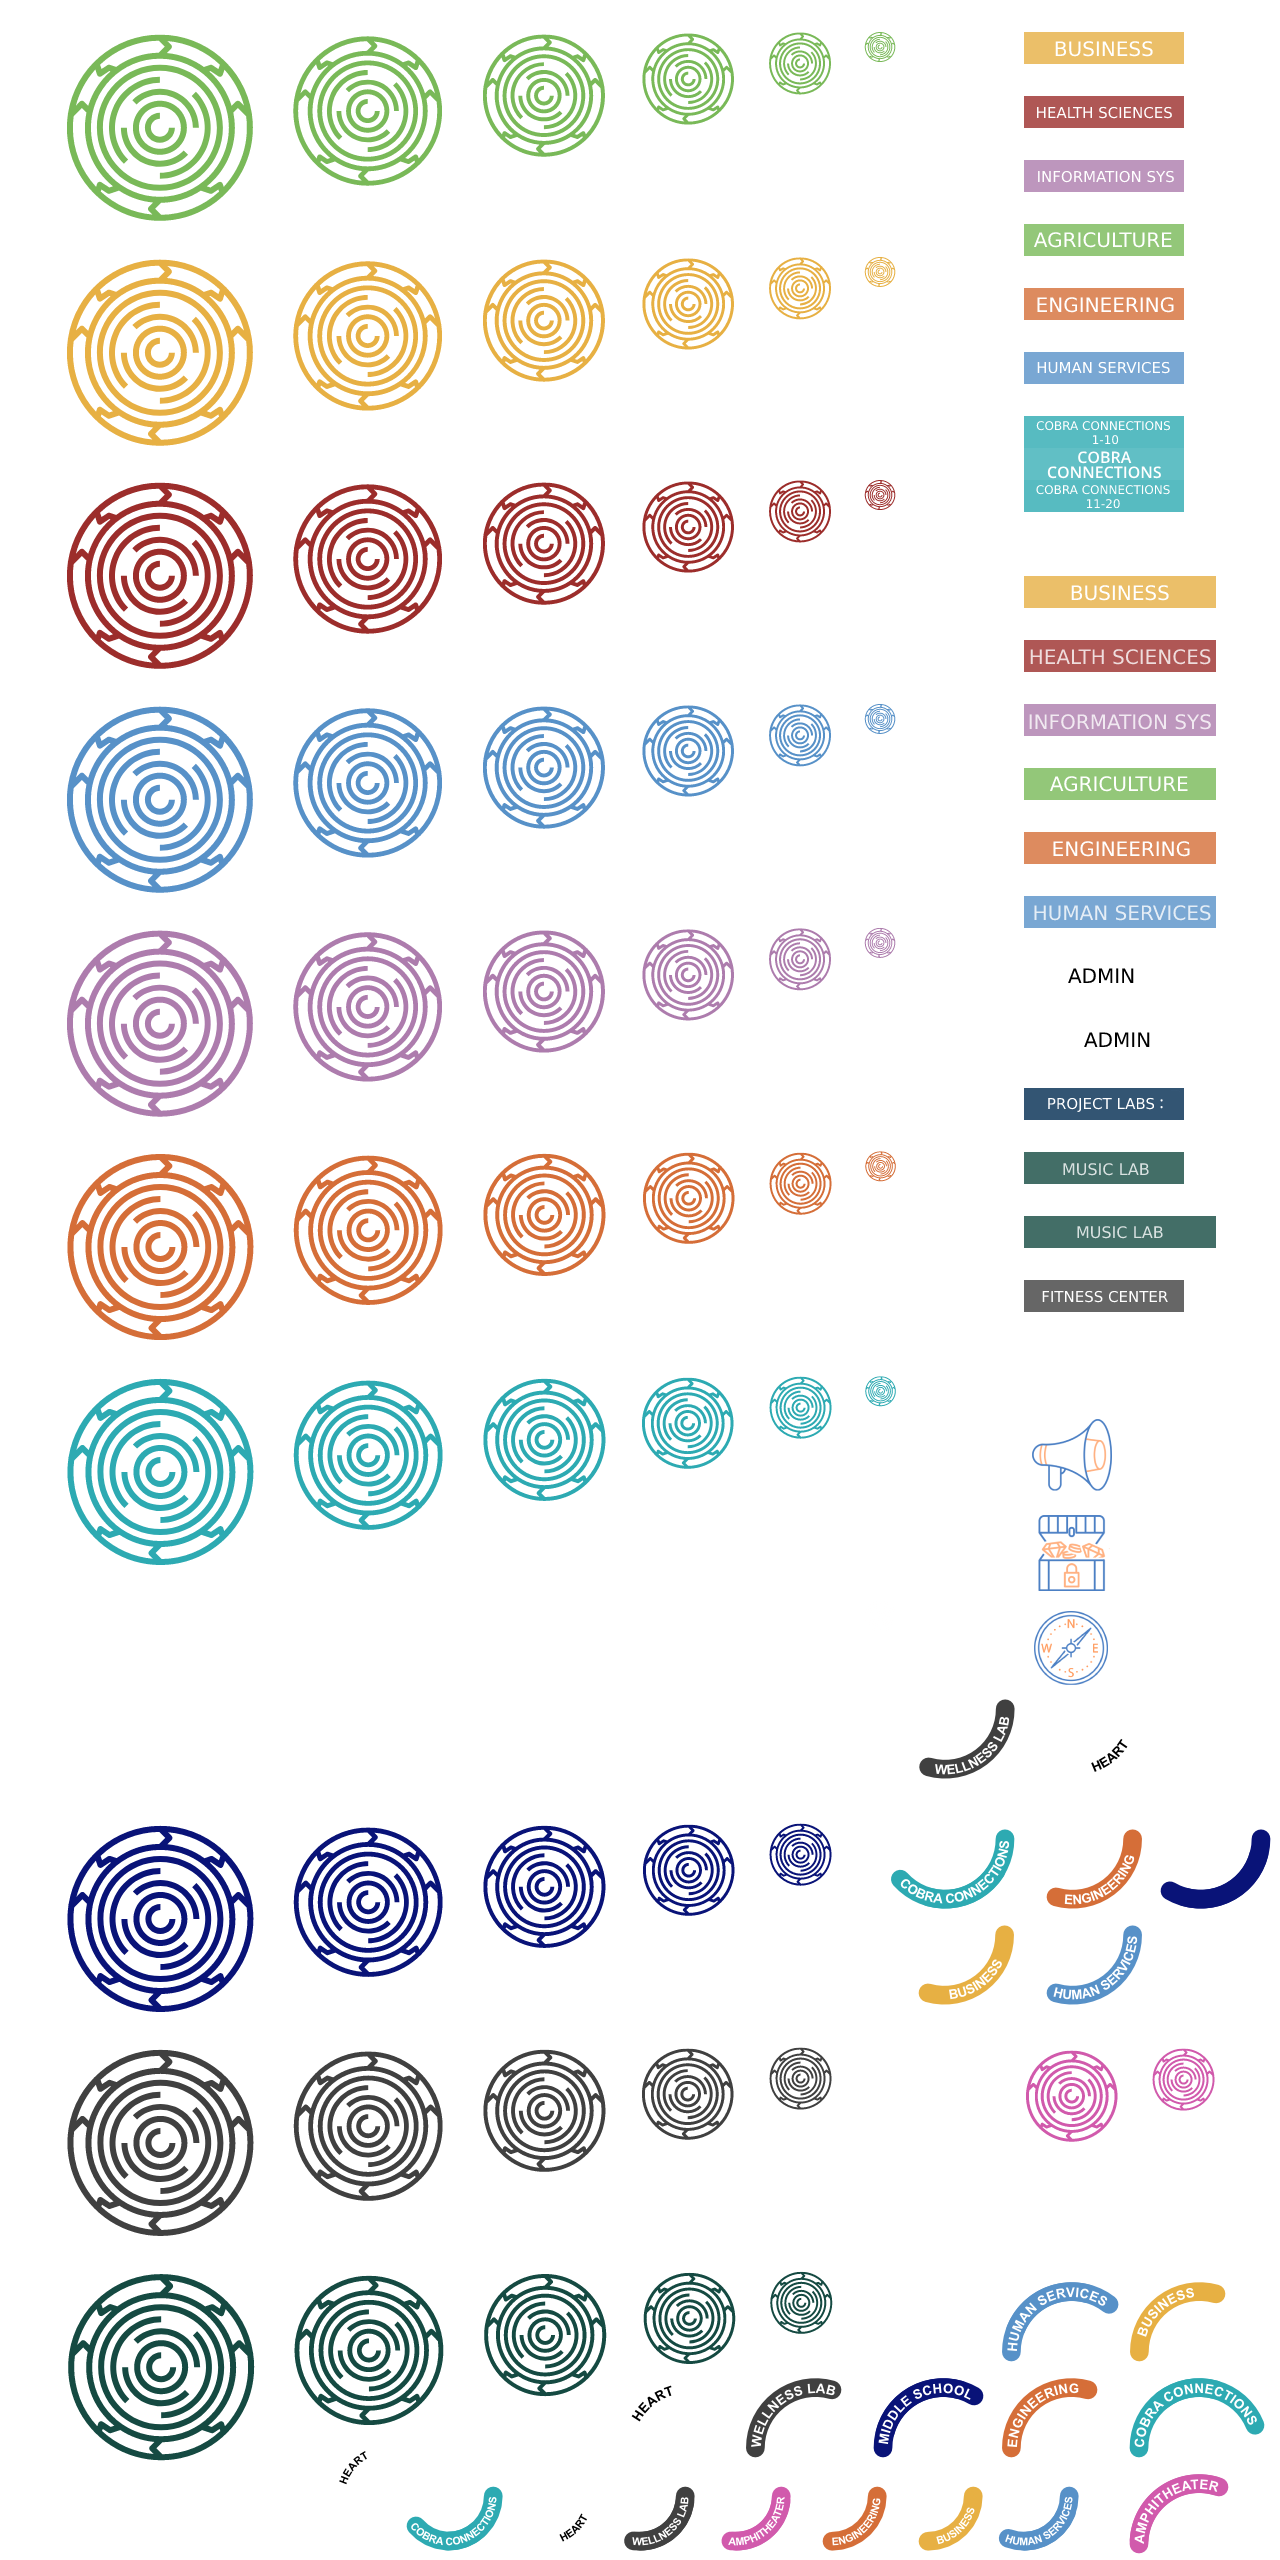 BUSINESS
HEALTH SCIENCES
INFORMATION SYS
AGRICULTURE
ENGINEERING
HUMAN SERVICES
COBRA CONNECTIONS
1-10
COBRA
CONNECTIONS
COBRA CONNECTIONS
11-20
BUSINESS
HEALTH SCIENCES
INFORMATION SYS
AGRICULTURE
ENGINEERING
HUMAN SERVICES
ADMIN
ADMIN
PROJECT LABS :
MUSIC LAB
MUSIC LAB
FITNESS CENTER
N
W E
S
WELLNESS LAB
HEART
COBRA CONNECTIONS
ENGINEERING
BUSINESS
HUMAN SERVICES
HUMAN SERVICES
BUSINESS
HEART
WELLNESS LAB
MIDDLE SCHOOL
ENGINEERING
COBRA CONNECTIONS
HEART
COBRA CONNECTIONS
HEART
WELLNESS LAB
AMPHITHEATER
ENGINEERING
BUSINESS
HUMAN SERVICES
AMPHITHEATER